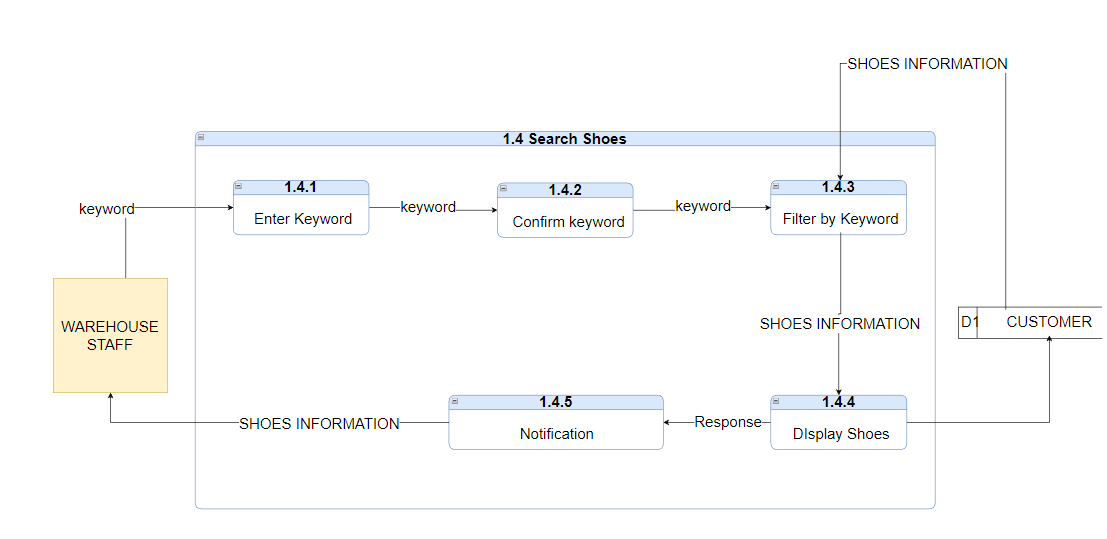 SHOES INFORMATION
1.4 Search Shoes
1.4.1
Enter Keyword
1.4.2
Confirm keyword
1.4.3
Filter by Keyword
keyword
keyword
keyword
WAREHOUSE
STAFF
SHOES INFORMATION
D1
CUSTOMER
1.4.5
Notification
1.4.4
DIsplay Shoes
Response
SHOES INFORMATION